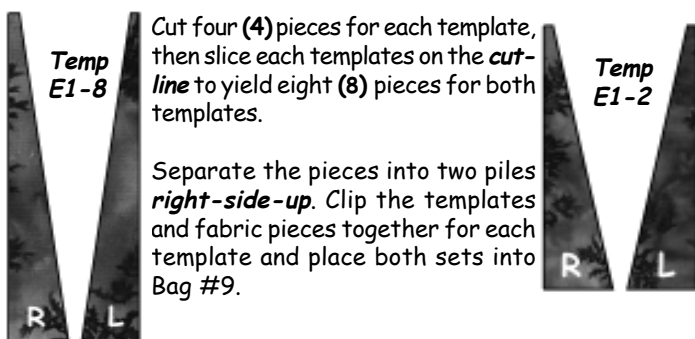 Temp
E1-8
R L
Cut four (4) pieces for each template,
then slice each templates on the cut-
line to yield eight (8) pieces for both
templates.
Separate the pieces into two piles
right-side-up. Clip the templates
and fabric pieces together for each
template and place both sets into
Bag #9.
Temp
E1-2
R L